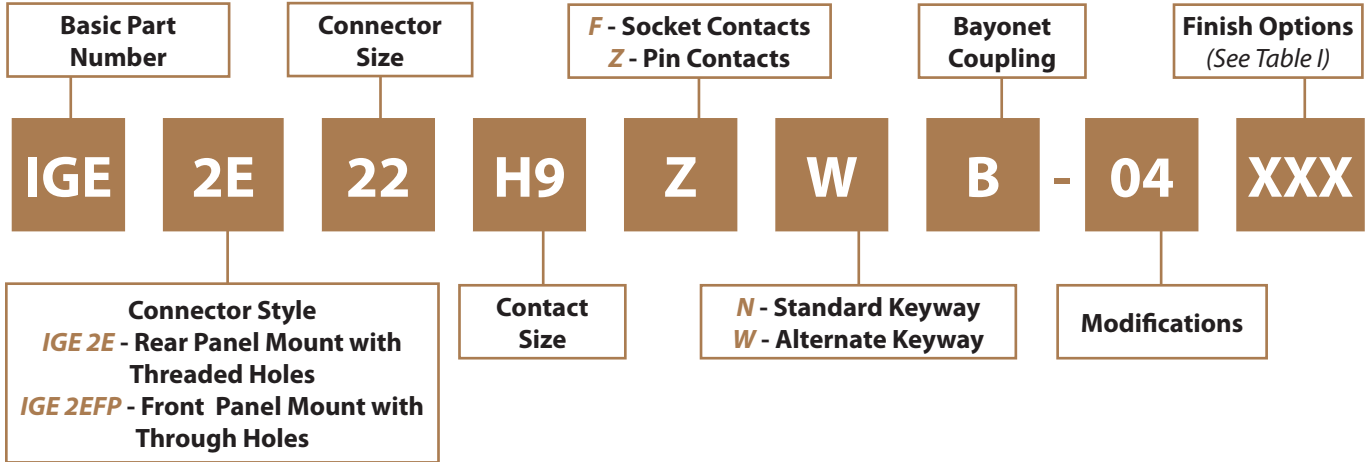 Basic Part
Number
Connector
Size
F - Socket Contacts
Z - Pin Contacts
Bayonet
Coupling
Finish Options
(See Table I)
IGE 2E 22 H9 Z W B - 04 XXX
Connector Style
IGE 2E - Rear Panel Mount with
Threaded Holes
IGE 2EFP - Front Panel Mount with
Through Holes
Contact
Size
N - Standard Keyway
W - Alternate Keyway
Modifications